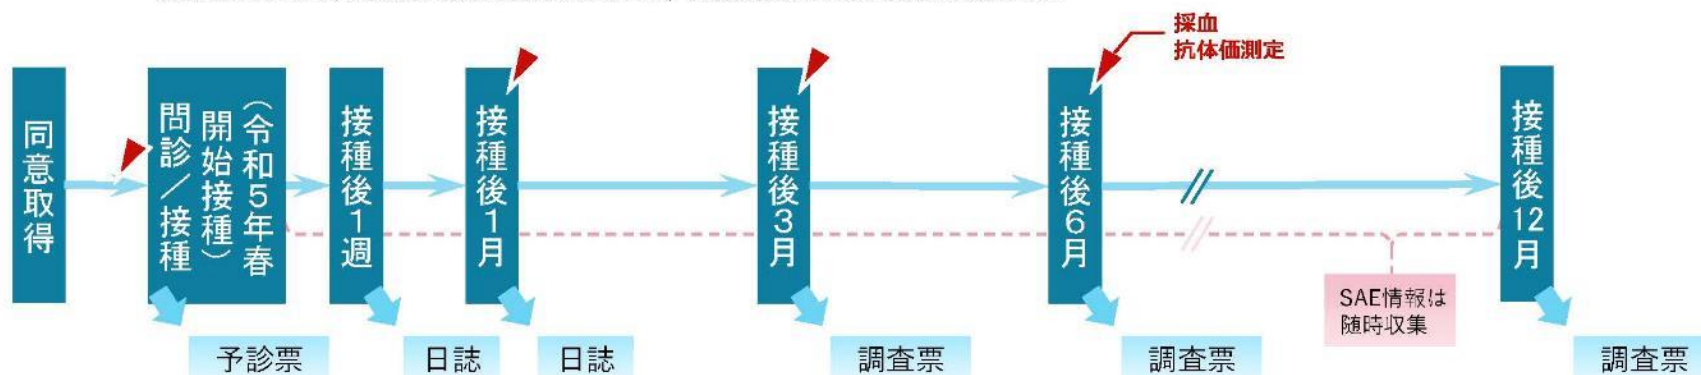 採血
抗体価測定
同意取得
(令和5年春
開始接種)
問診/接種
接種後1週
接種後1月
接種後3月
接種後6月
接種後12月
SAE情報は
随時収集
予診票
日誌
日誌
調査票
調査票
調査票